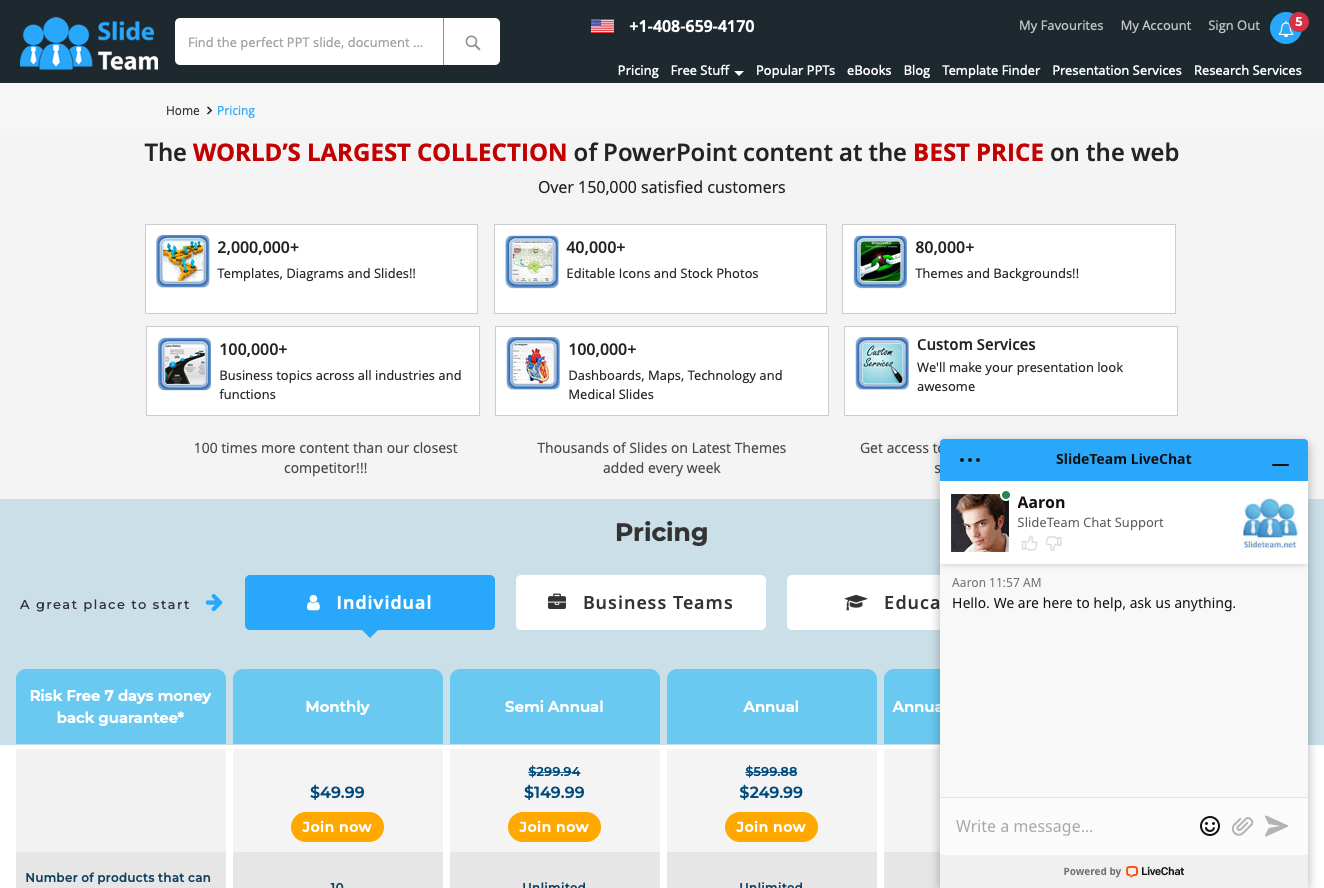 Slide
Team
Find the perfect PPT slide, document ...
+1-408-659-4170
My Favourites My Account Sign Out 5
Pricing Free Stuff Popular PPTs eBooks Blog Template Finder Presentation Services Research Services
Home > Pricing
The WORLD'S LARGEST COLLECTION of PowerPoint content at the BEST PRICE on the web
Over 150,000 satisfied customers
2,000,000+
Templates, Diagrams and Slides!!
40,000+
Editable Icons and Stock Photos
80,000+
Themes and Backgrounds!!
100,000+
Business topics across all industries and
functions
100,000+
Dashboards, Maps, Technology and
Medical Slides
Custom
Services
Custom Services
We'll make your presentation look
awesome
100 times more content than our closest
competitor!!!
Thousands of Slides on Latest Themes
added every week
Get access
Pricing
A great place to start
Individual
Business Teams
Educa
Risk Free 7 days money
back guarantee*
Monthly
Semi Annual
Annual
Annua
$49.99
Join now
$299.94
$149.99
Join now
$599.88
$249.99
Join now
Number of products that can
10
Unlimited
Unlimited
SlideTeam LiveChat
Aaron
SlideTeam Chat Support
Slideteam.net
Aaron 11:57 AM
Hello. We are here to help, ask us anything.
Write a message...
Powered by LiveChat